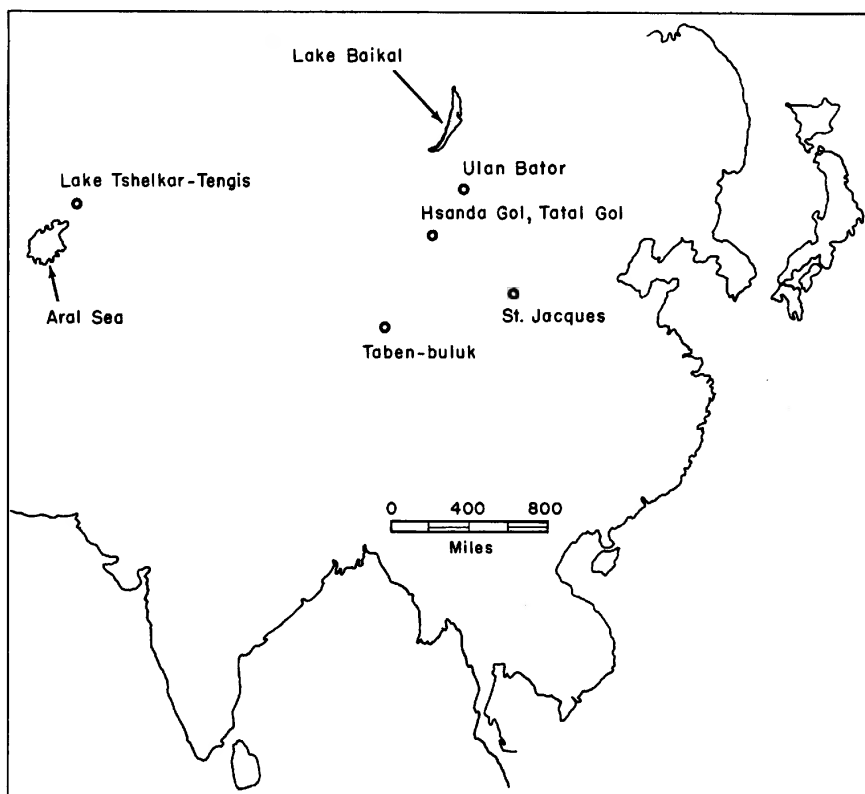 Lake Baikal
Lake Tshelkar-Tengis
Ulan Bator
Hsanda Gol, Tatal Gol
Aral Sea
St. Jacques
Taben-buluk
0 400 800
Miles